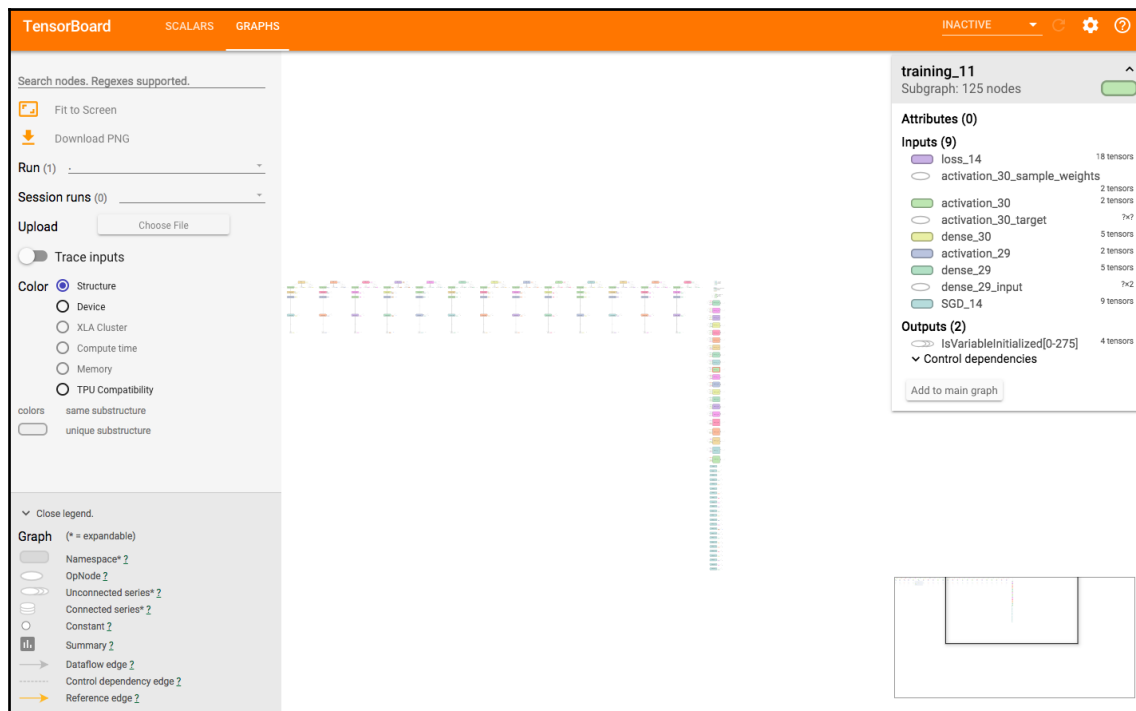 TensorBoard SCALARS GRAPHS INACTIVE
Search nodes. Regexes supported.
Fit to Screen
Download PNG
Run (1) .
Session runs (0)
Upload Choose File
Trace inputs
Color Structure
Device
XLA Cluster
Compute time
Memory
TPU Compatibility
colors same substructure
unique substructure
Close legend.
Graph (* = expandable)
Namespace* ?
OpNode ?
Unconnected series* ?
Connected series* ?
Constant ?
Summary ?
Dataflow edge ?
Control dependency edge ?
Reference edge ?
training_11
Subgraph: 125 nodes
Attributes (0)
Inputs (9)
loss_14 18 tensors
activation_30_sample_weights
2 tensors
activation_30 2 tensors
activation_30_target ?×?
dense_30 5 tensors
activation_29 2 tensors
dense_29 5 tensors
dense_29_input ?×2
SGD_14 9 tensors
Outputs (2)
IsVariableInitialized[0-275] 4 tensors
Control dependencies
Add to main graph